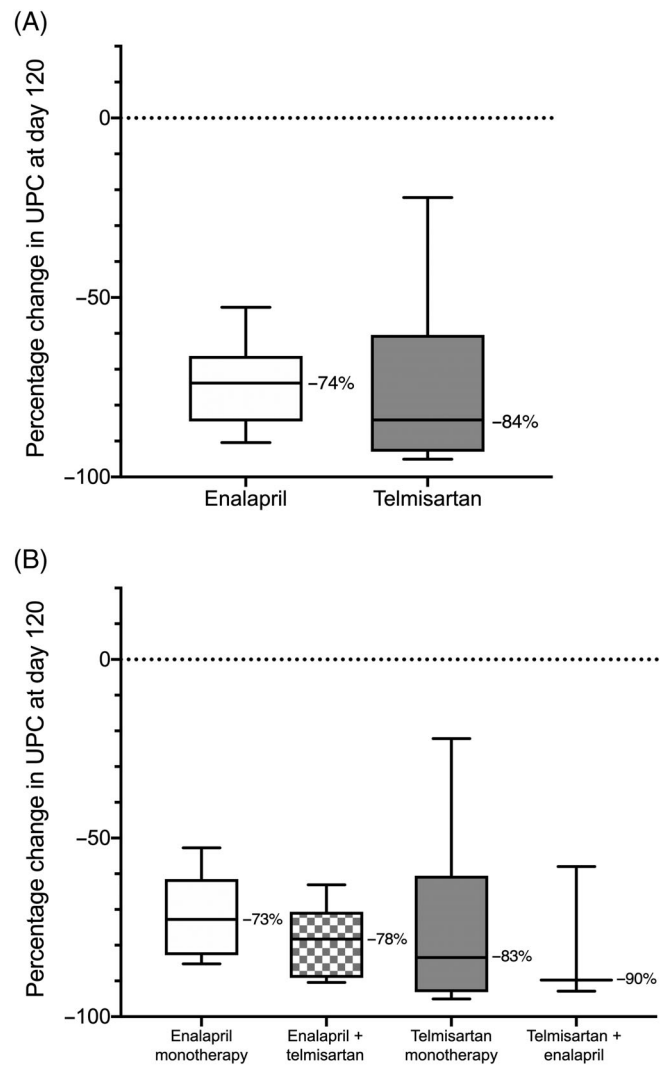 (A)
Percentage change in UPC at day 120
0
−50
−100
−74%
−84%
Enalapril
Telmisartan
(B)
Percentage change in UPC at day 120
0
−50
−100
−73%
−78%
−83%
−90%
Enalapril
monotherapy
Enalapril +
telmisartan
Telmisartan
monotherapy
Telmisartan +
enalapril